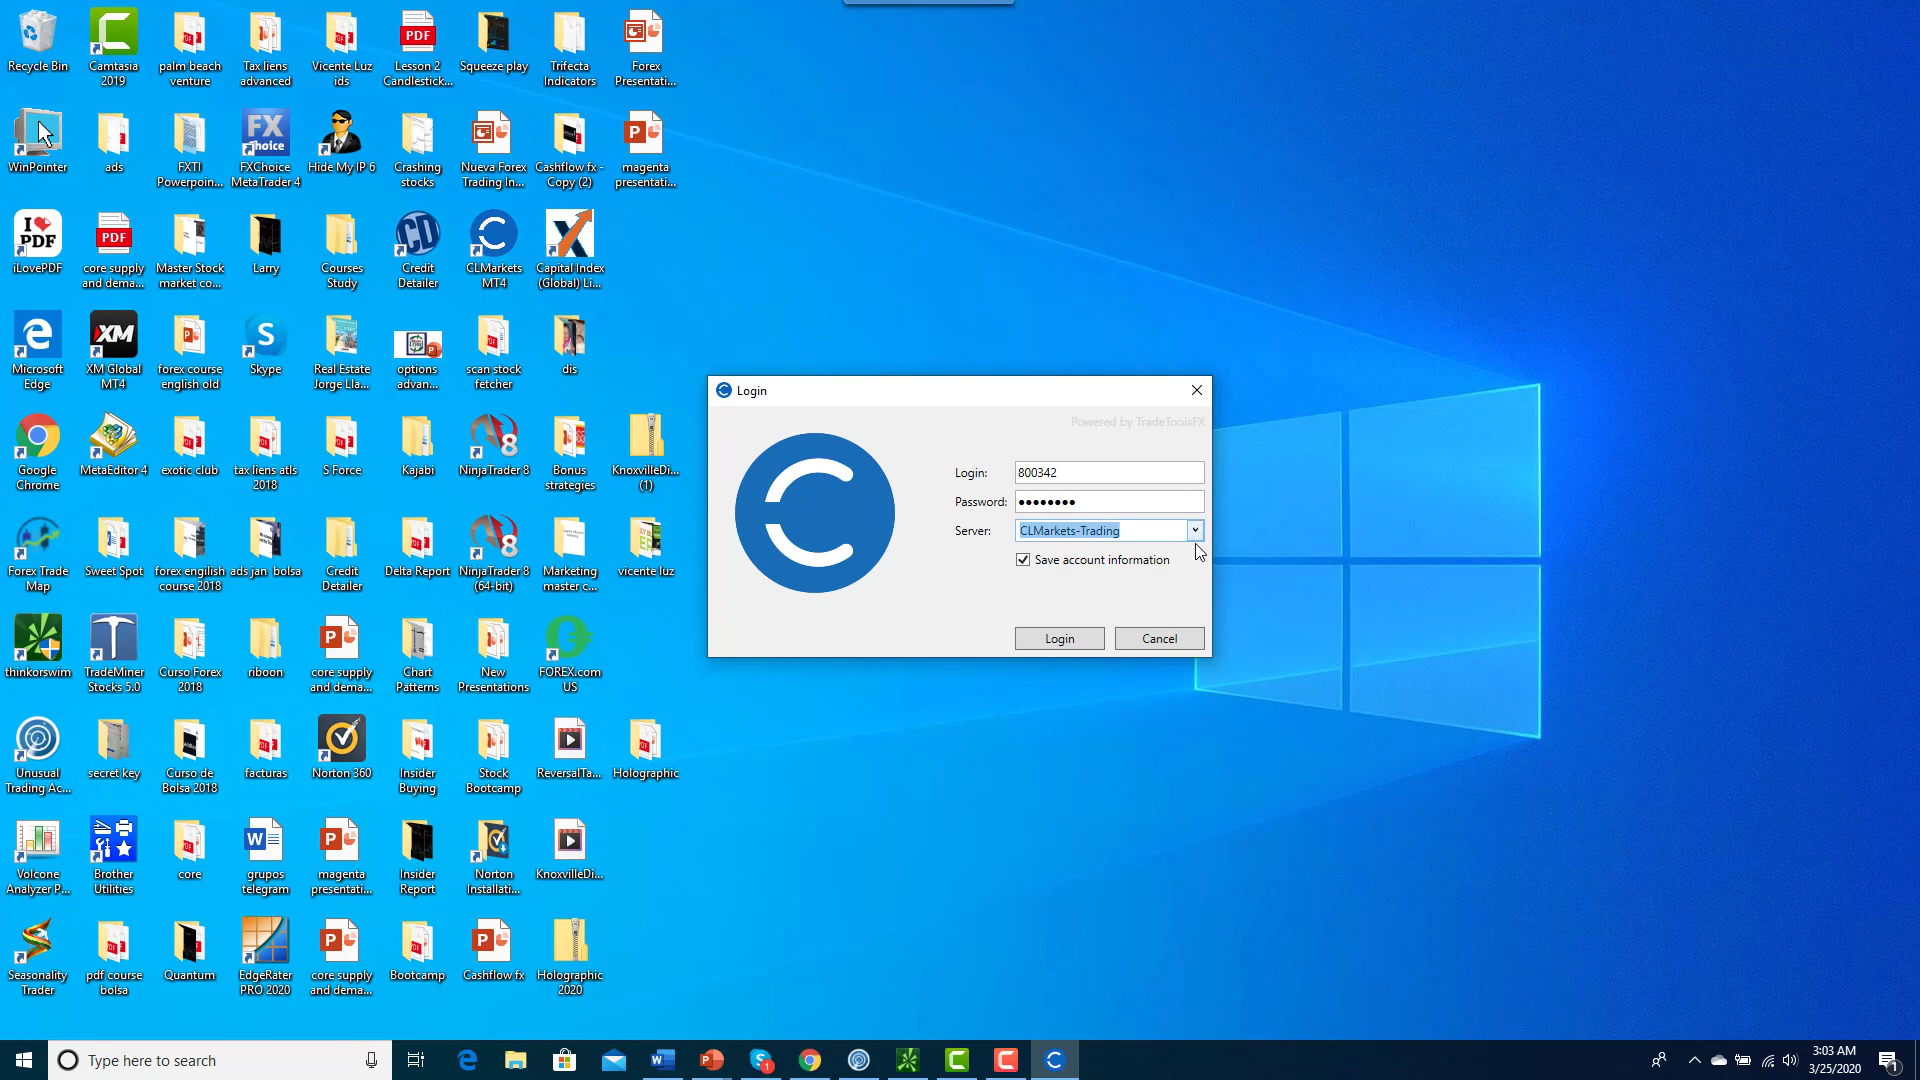 Recycle Bin
Camtasia
2019
palm beach
venture
Tax liens
advanced
Vicente Luz
ids
PDF
Lesson 2
Candlestick...
Squeeze play
Trifecta
Indicators
Forex
Presentati...
WinPointer
ads
FXTI
Powerpoin...
FX
Choice
FXChoice
MetaTrader 4
Hide My IP 6
Crashing
stocks
Nueva Forex
Trading In...
Cashflow fx -
Copy (2)
magenta
presentati...
I
PDF
iLovePDF
PDF
core supply
and dema...
Master Stock
market co...
Larry
Courses
Study
CD
Credit
Detailer
CLMarkets
MT4
Capital Index
(Global) Li...
Microsoft
Edge
XM
XM Global
MT4
forex course
english old
Skype
Real Estate
Jorge Lla...
options
advan...
scan stock
fetcher
dis
Google
Chrome
MetaEditor 4
exotic club
tax liens atls
2018
S Force
Kajabi
8
NinjaTrader 8
Bonus
strategies
KnoxvilleDi...
(1)
Forex Trade
Map
Sweet Spot
forex engilish
course 2018
ads jan bolsa
Credit
Detailer
Delta Report
8
NinjaTrader 8
(64-bit)
Marketing
master c...
vicente luz
thinkorswim
TradeMiner
Stocks 5.0
Curso Forex
2018
riboon
core supply
and dema...
Chart
Patterns
New
Presentations
FOREX.com
US
Unusual
Trading Ac...
secret key
Curso de
Bolsa 2018
facturas
Norton 360
Insider
Buying
Stock
Bootcamp
ReversalTa...
Holographic
Volcone
Analyzer P...
Brother
Utilities
core
grupos
telegram
magenta
presentati...
Insider
Report
Norton
Installati...
KnoxvilleDi...
Seasonality
Trader
pdf course
bolsa
Quantum
EdgeRater
PRO 2020
core supply
and dema...
Bootcamp
Cashflow fx
Holographic
2020
Login
Powered by TradeToolsFX
Login: 800342
Password: ●●●●●●●●
Server: CLMarkets-Trading
Save account information
Login
Cancel
Type here to search
3:03 AM
3/25/2020
1